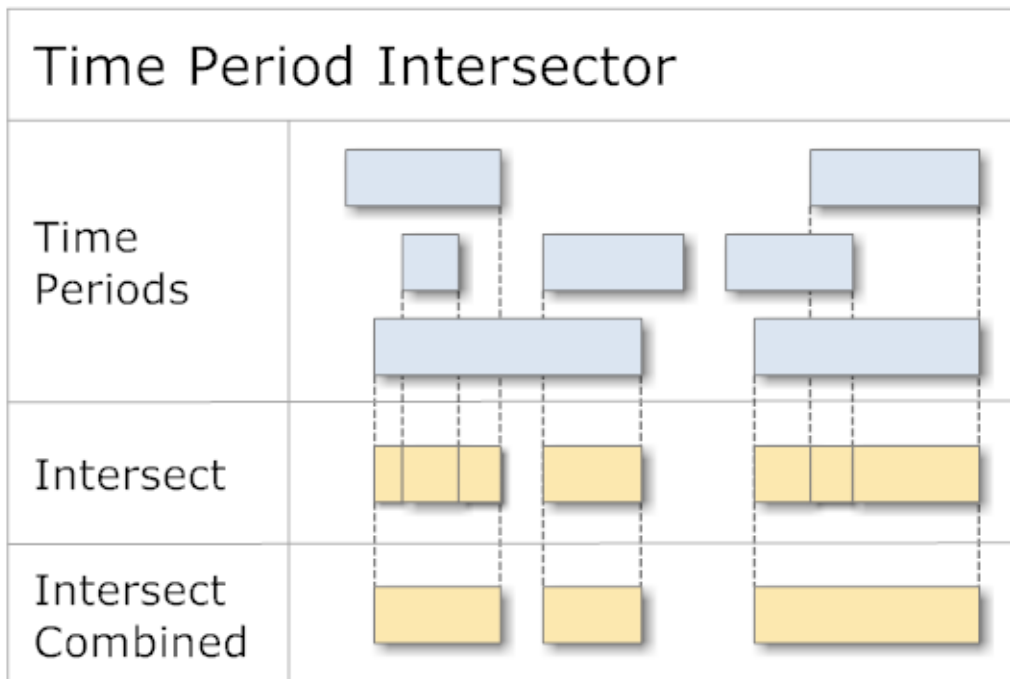 Time Period Intersector
Time
Periods
Intersect
Intersect
Combined